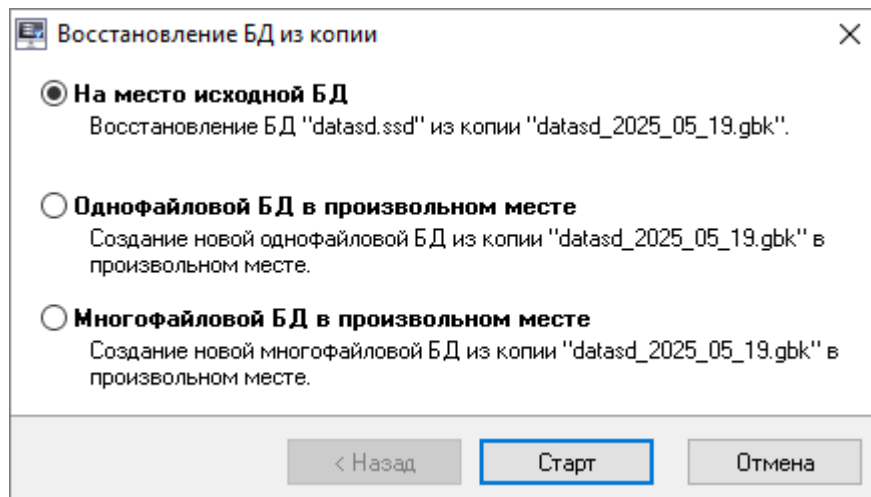 Восстановление БД из копии
На место исходной БД
Восстановление БД "datasd.ssd" из копии "datasd_2025_05_19.gbk".
Однофайловой БД в произвольном месте
Создание новой однофайловой БД из копии "datasd_2025_05_19.gbk" в
произвольном месте.
Многофайловой БД в произвольном месте
Создание новой многофайловой БД из копии "datasd_2025_05_19.gbk" в
произвольном месте.
< Назад Старт Отмена